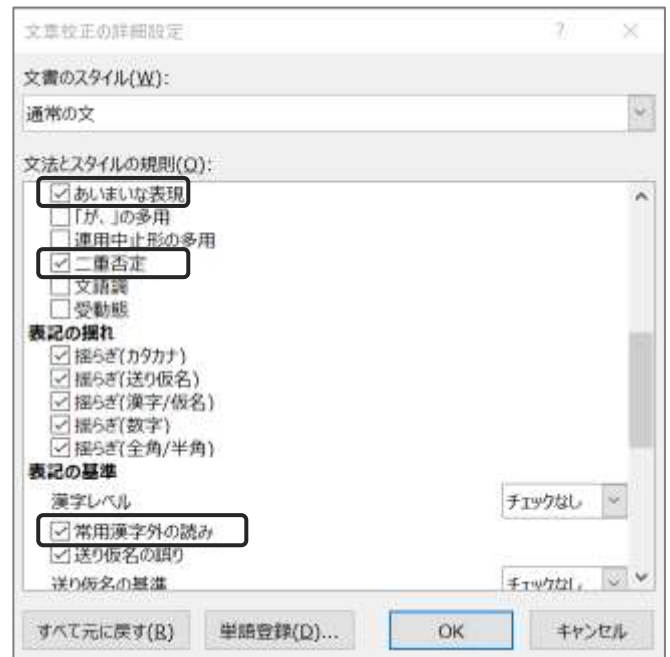 文章校正の詳細設定
文書のスタイル(W):
通常の文
文法とスタイルの規則(O):
あいまいな表現
「が、」の多用
連用中止形の多用
二重否定
文語調
受動態
表記の揺れ
揺らぎ(カタカナ)
揺らぎ(送り仮名)
揺らぎ(漢字/仮名)
揺らぎ(数字)
揺らぎ(全角/半角)
表記の基準
漢字レベル チェックなし
常用漢字外の読み
送り仮名の誤り
送り仮名の基準 チェックなし
すべて元に戻す(R) 単語登録(D)... OK キャンセル